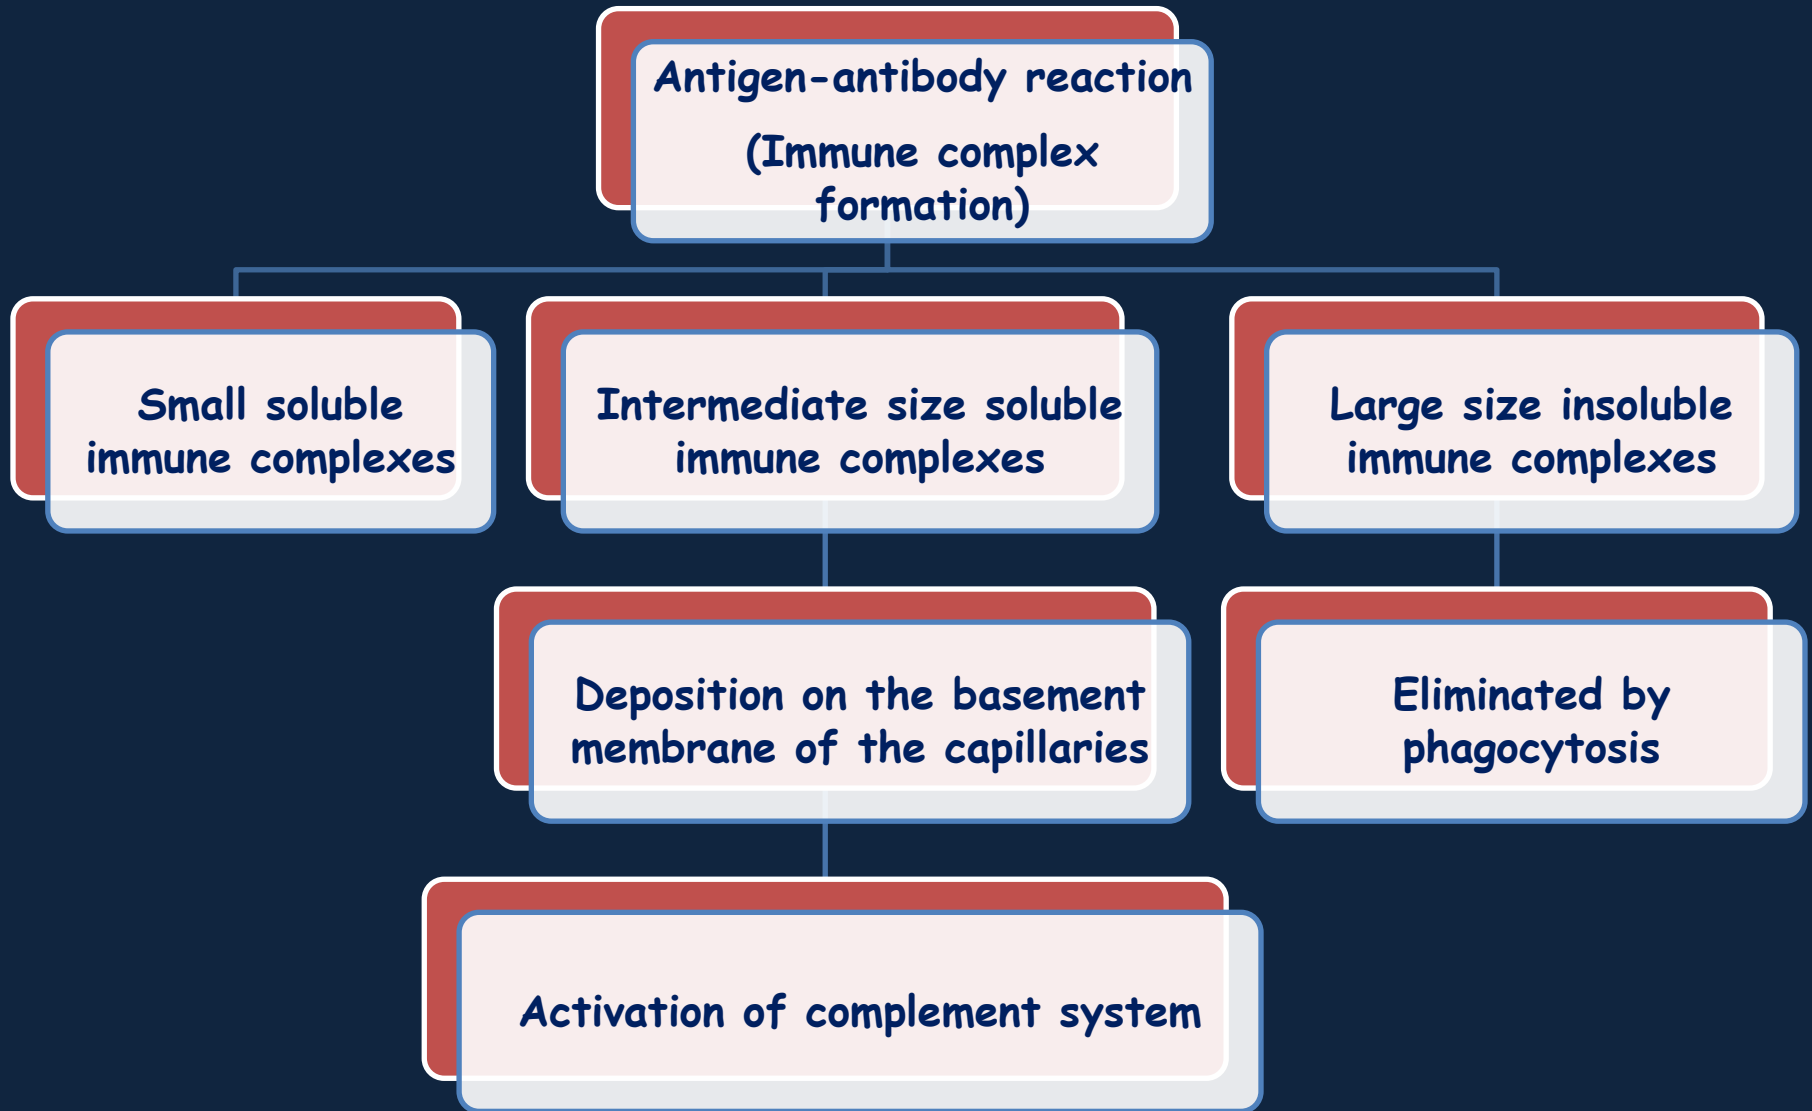 Antigen-antibody reaction
(Immune complex
formation)
Small soluble
immune complexes
Intermediate size soluble
immune complexes
Large size insoluble
immune complexes
Deposition on the basement
membrane of the capillaries
Eliminated by
phagocytosis
Activation of complement system